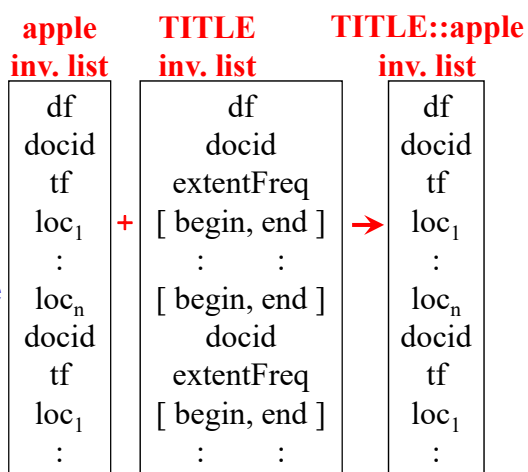 apple TITLE TITLE::apple
inv. list inv. list inv. list
df df df
docid docid docid
tf extentFreq tf
loc1 + [ begin, end ] → loc1
: : : :
locn [ begin, end ] locn
docid docid docid
tf extentFreq tf
loc1 [ begin, end ] loc1
: : : :